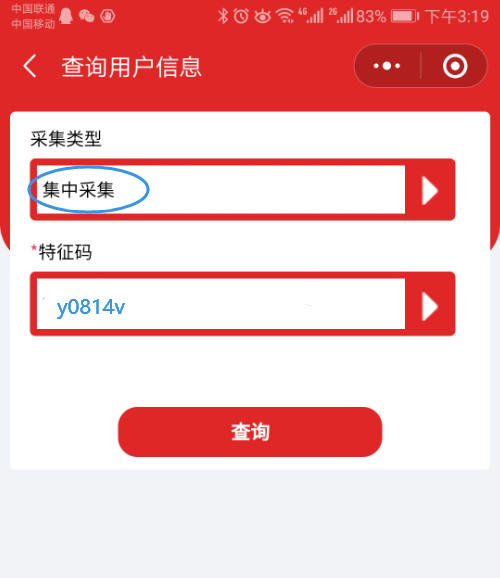 中国联通
中国移动
4G 2G 83% 下午3:19
查询用户信息
采集类型
集中采集
*特征码
y0814v
查询